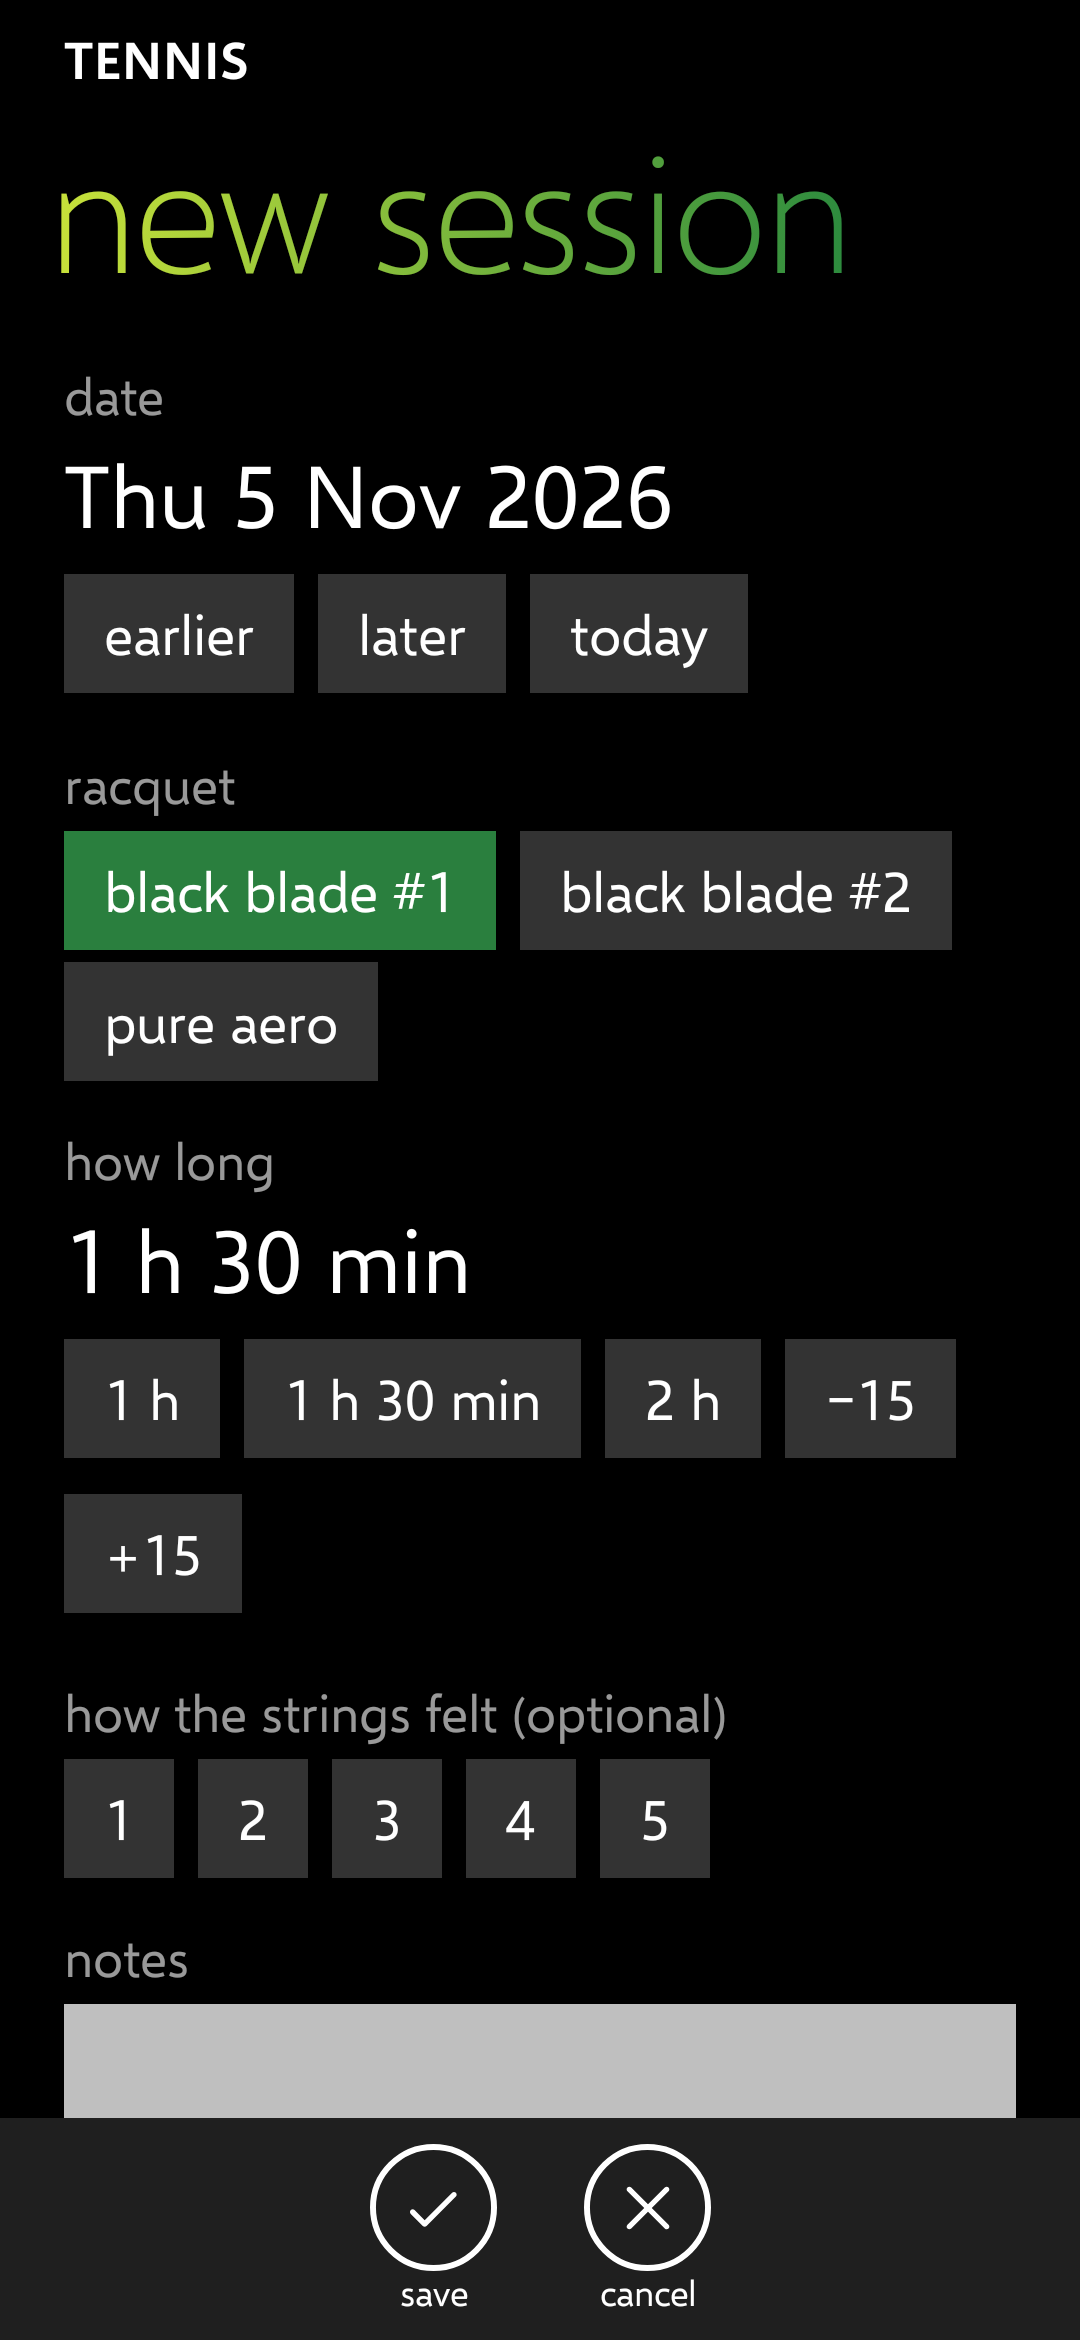 TENNIS
new session
date
Thu 5 Nov 2026
earlier later today
racquet
black blade #1 black blade #2
pure aero
how long
1 h 30 min
1 h 1 h 30 min 2 h −15
+15
how the strings felt (optional)
1 2 3 4 5
notes
save cancel